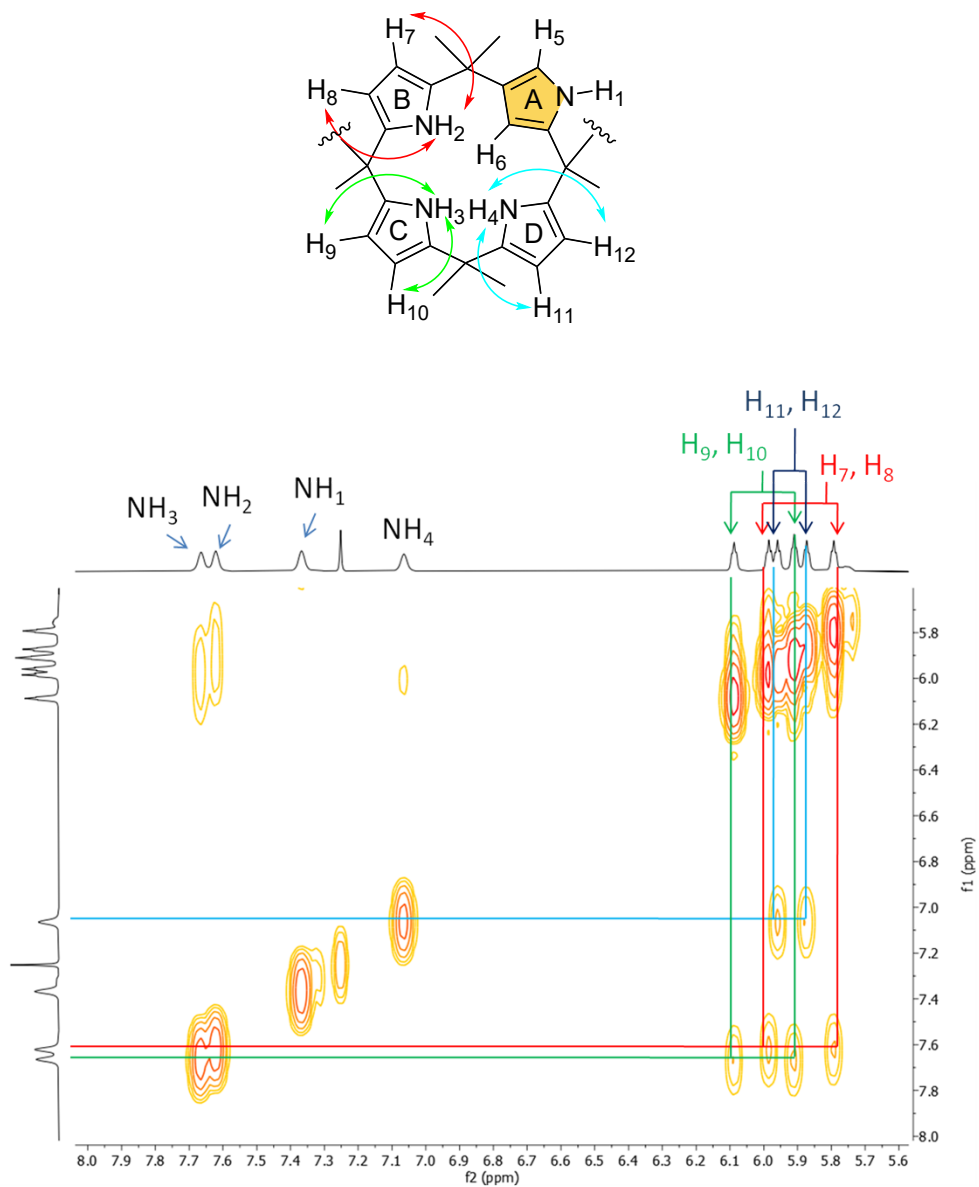 H7
H5
H8
B
A
N
H1
NH2
H6
NH3
H4N
C
D
H9
H12
H10
H11
H11, H12
H9, H10
H7, H8
NH3
NH2
NH1
NH4
5.8
6.0
6.2
6.4
6.6
6.8
7.0
7.2
7.4
7.6
7.8
8.0
f1 (ppm)
8.0 7.9 7.8 7.7 7.6 7.5 7.4 7.3 7.2 7.1 7.0 6.9 6.8 6.7 6.6 6.5 6.4 6.3 6.2 6.1 6.0 5.9 5.8 5.7 5.6
f2 (ppm)